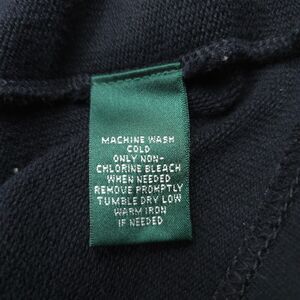 MACHINE WASH
COLD
ONLY NON-
CHLORINE BLEACH
WHEN NEEDED
REMOVE PROMPTLY
TUMBLE DRY LOW
WARM IRON
IF NEEDED